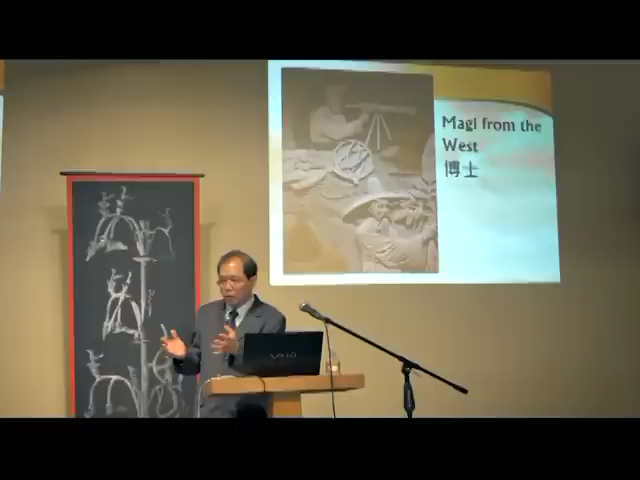 Magi from the
West
博士
VAIO